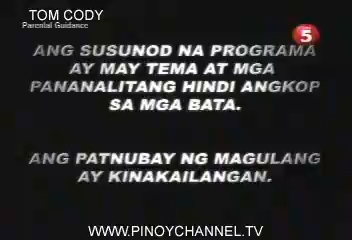 TOM CODY
Parental Guidance
5
ANG SUSUNOD NA PROGRAMA
AY MAY TEMA AT MGA
PANANALITANG HINDI ANGKOP
SA MGA BATA.
ANG PATNUBAY NG MAGULANG
AY KINAKAILANGAN.
WWW.PINOYCHANNEL.TV